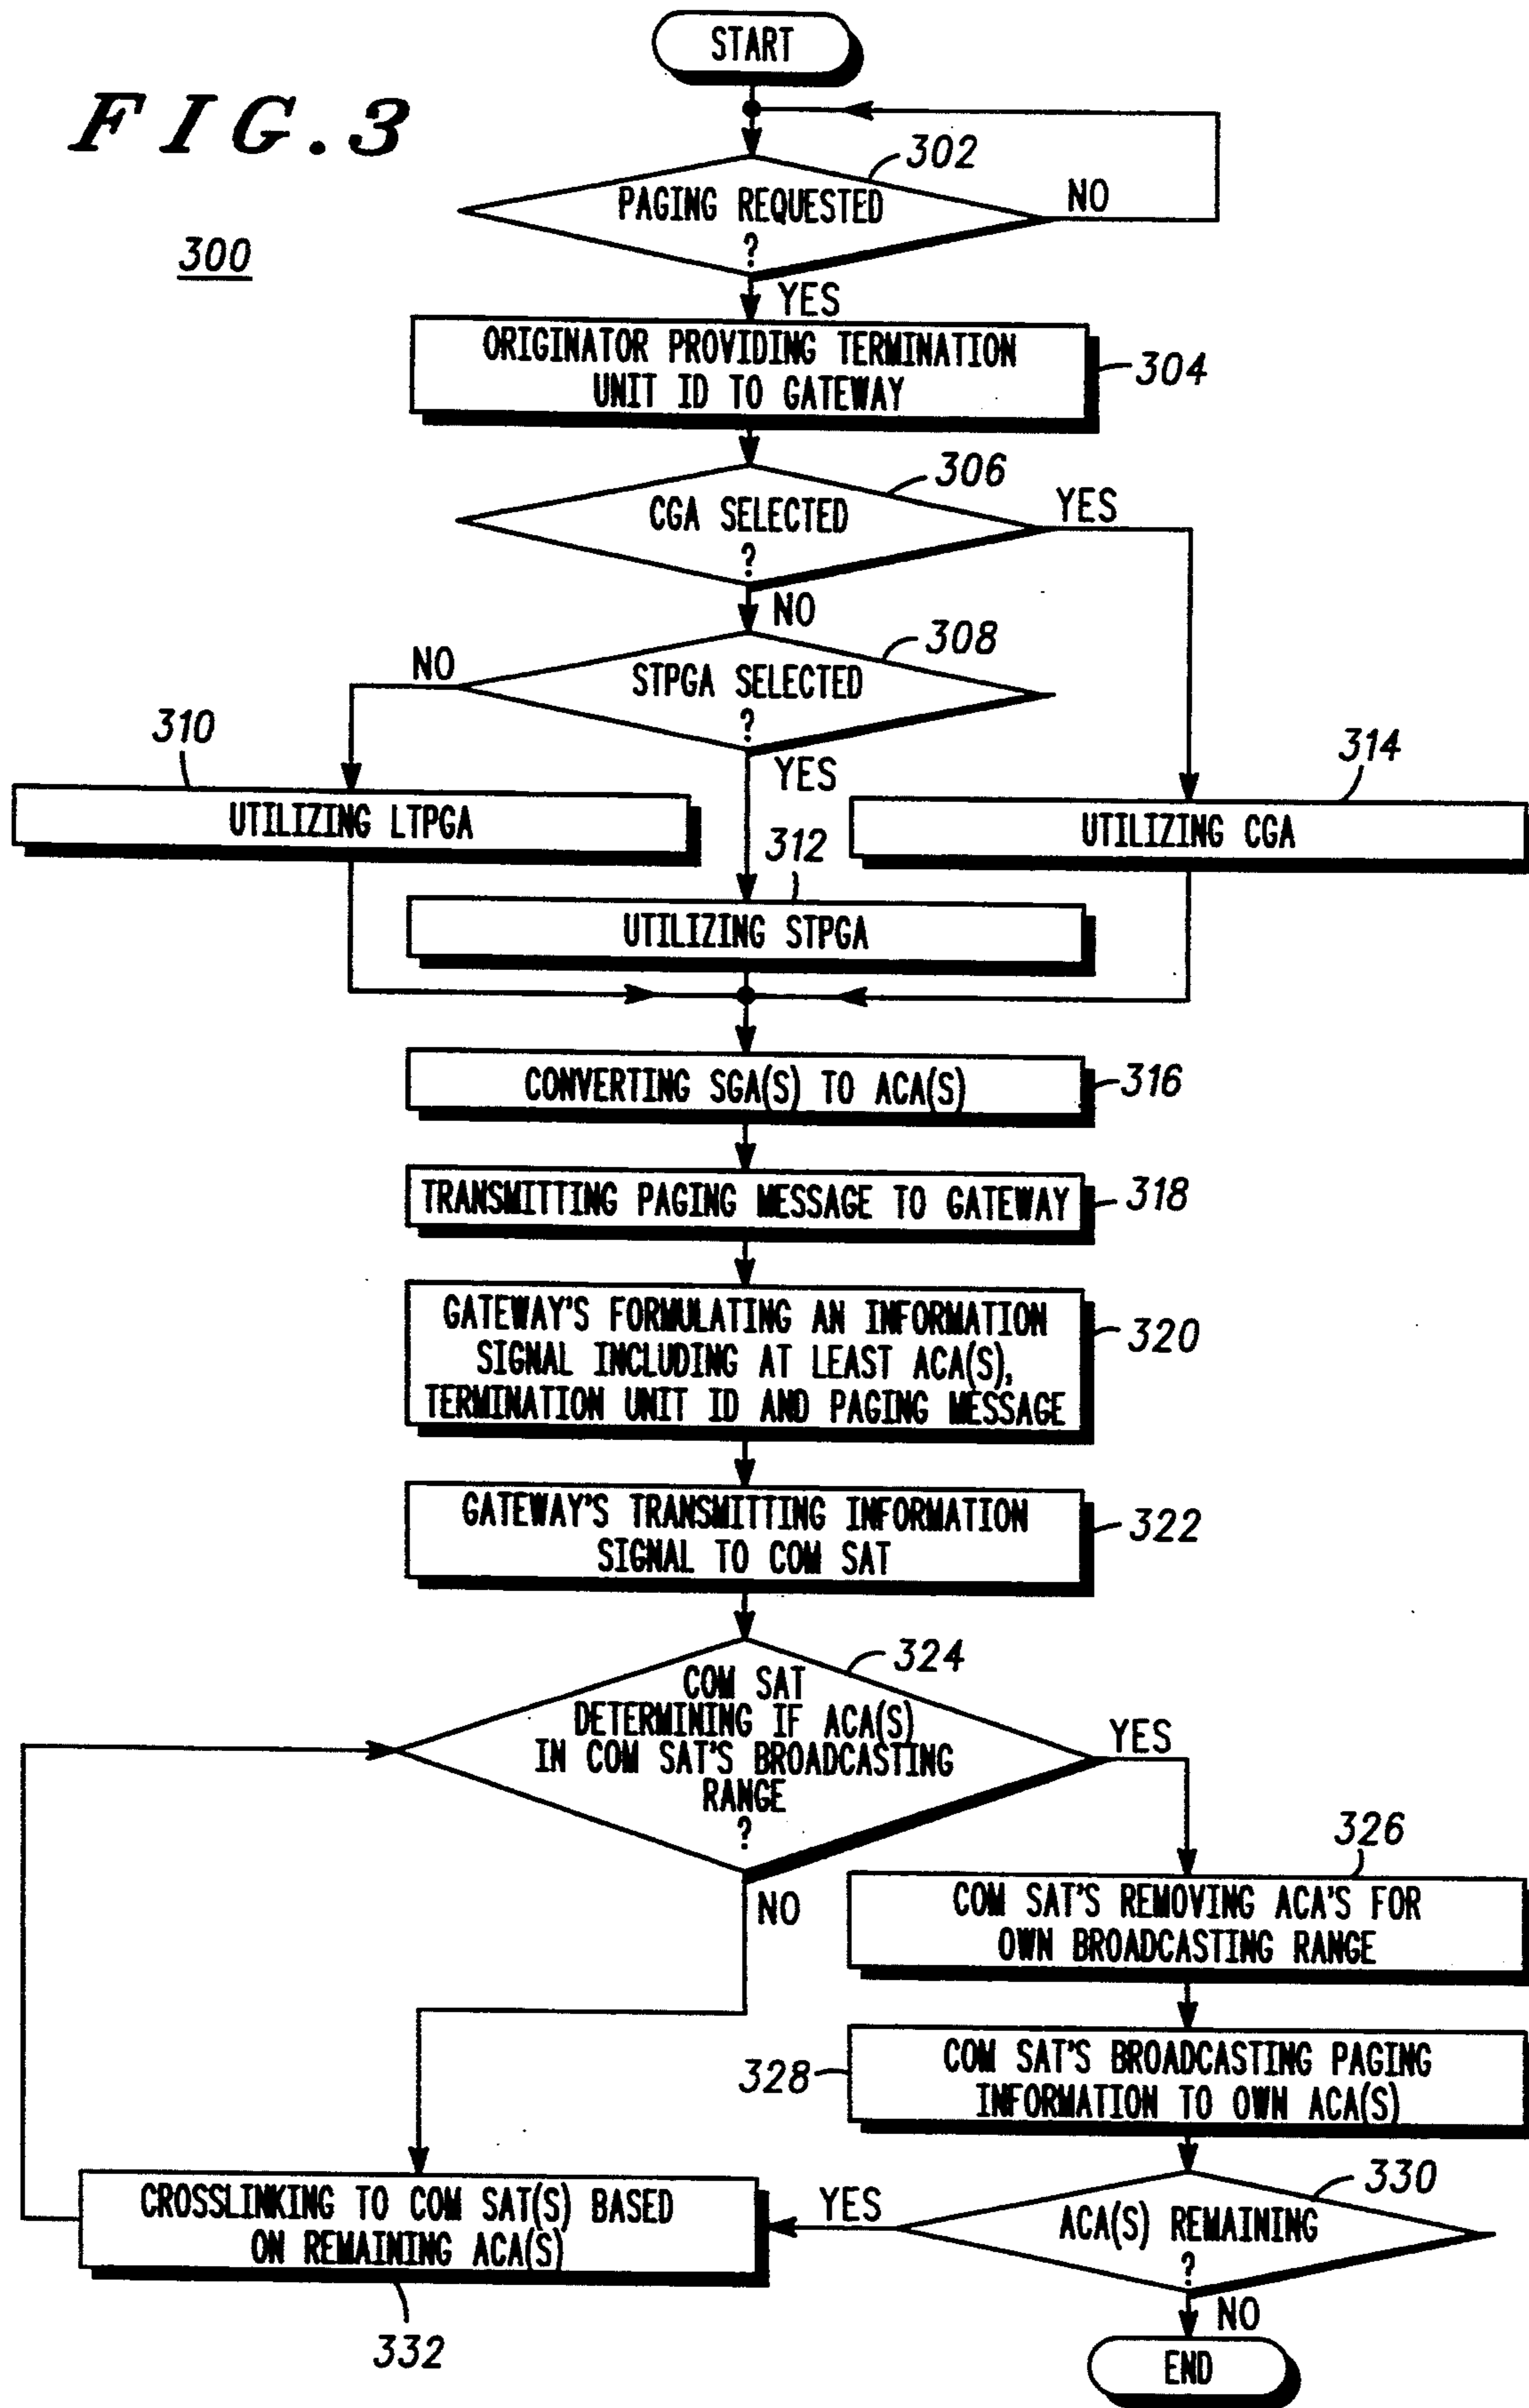 START
FIG.3
302
PAGING REQUESTED
?
NO
300
YES
ORIGINATOR PROVIDING TERMINATION
UNIT ID TO GATEWAY
304
306
CGA SELECTED
?
YES
NO
308
STPGA SELECTED
?
NO
YES
310
UTILIZING LTPGA
314
UTILIZING CGA
312
UTILIZING STPGA
CONVERTING SGA(S) TO ACA(S)
316
TRANSMITTING PAGING MESSAGE TO GATEWAY
318
GATEWAY'S FORMULATING AN INFORMATION
SIGNAL INCLUDING AT LEAST ACA(S),
TERMINATION UNIT ID AND PAGING MESSAGE
320
GATEWAY'S TRANSMITTING INFORMATION
SIGNAL TO COM SAT
322
324
COM SAT
DETERMINING IF ACA(S)
IN COM SAT'S BROADCASTING
RANGE
?
YES
NO
326
COM SAT'S REMOVING ACA'S FOR
OWN BROADCASTING RANGE
328
COM SAT'S BROADCASTING PAGING
INFORMATION TO OWN ACA(S)
330
ACA(S) REMAINING
?
YES
NO
CROSSLINKING TO COM SAT(S) BASED
ON REMAINING ACA(S)
332
END